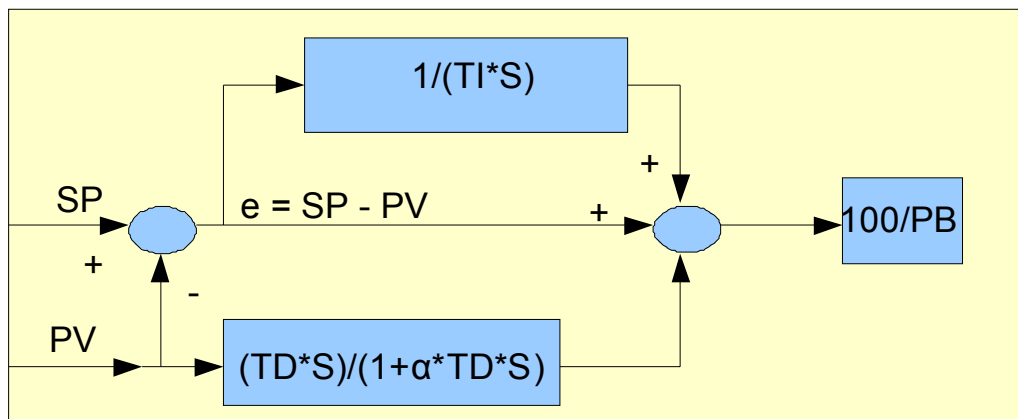 1/(TI*S)
+
SP
e = SP - PV
+
100/PB
+
-
PV
(TD*S)/(1+α*TD*S)